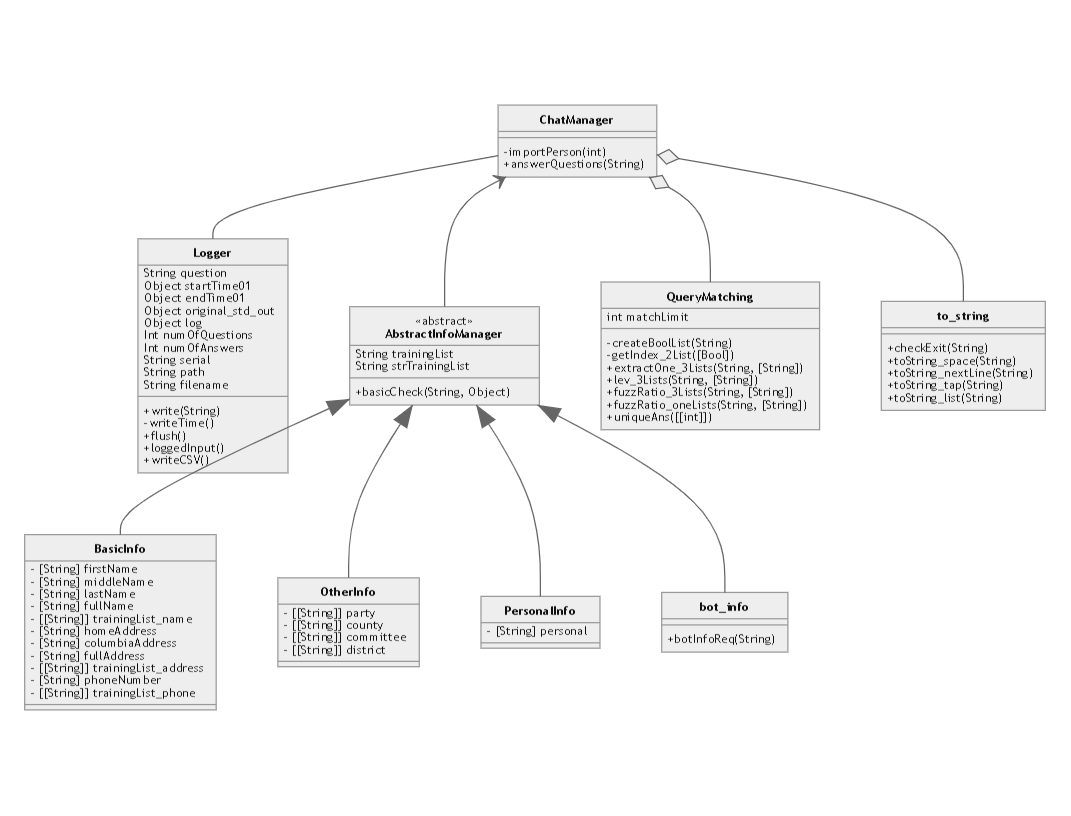 ChatManager
-importPerson(int)
+answerQuestions(String)
Logger
String question
Object startTime01
Object endTime01
Object original_std_out
Object log
Int numOfQuestions
Int numOfAnswers
String serial
String path
String filename
+write(String)
-writeTime()
+flush()
+loggedInput()
+writeCSV()
«abstract»
AbstractInfoManager
String trainingList
String strTrainingList
+basicCheck(String, Object)
QueryMatching
int matchLimit
-createBoolList(String)
-getIndex_2List([Bool])
+extractOne_3Lists(String, [String])
+lev_3Lists(String, [String])
+fuzzRatio_3Lists(String, [String])
+fuzzRatio_oneLists(String, [String])
+uniqueAns([[int]])
to_string
+checkExit(String)
+toString_space(String)
+toString_nextLine(String)
+toString_tap(String)
+toString_list(String)
BasicInfo
- [String] firstName
- [String] middleName
- [String] lastName
- [String] fullName
- [[String]] trainingList_name
- [String] homeAddress
- [String] columbiaAddress
- [String] fullAddress
- [[String]] trainingList_address
- [String] phoneNumber
- [[String]] trainingList_phone
OtherInfo
- [[String]] party
- [[String]] county
- [[String]] committee
- [[String]] district
PersonalInfo
- [String] personal
bot_info
+botInfoReq(String)